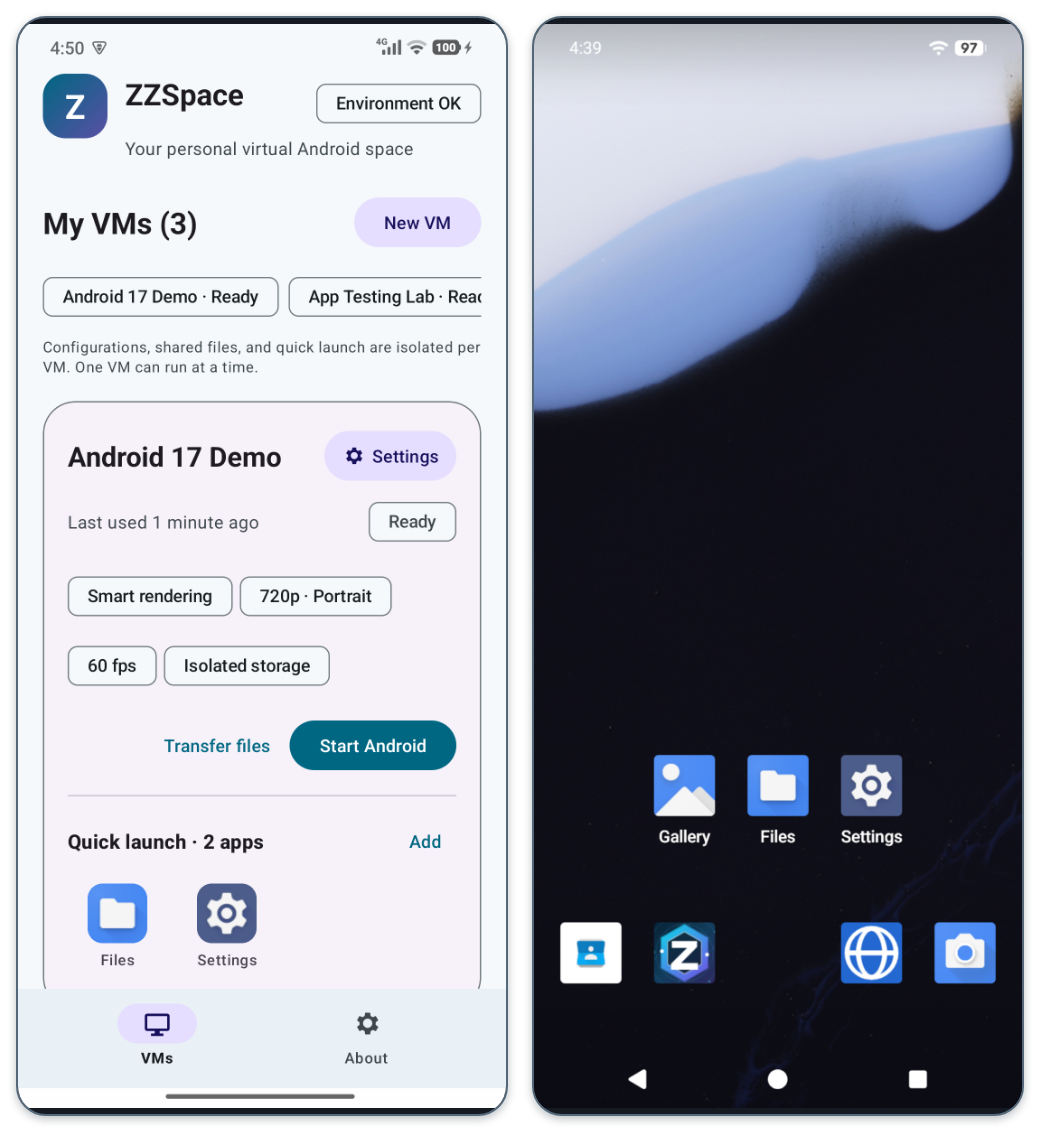 4:50
4G
100
Z
ZZSpace
Environment OK
Your personal virtual Android space
My VMs (3)
New VM
Android 17 Demo · Ready
App Testing Lab · Reac
Configurations, shared files, and quick launch are isolated per
VM. One VM can run at a time.
Android 17 Demo
Settings
Last used 1 minute ago
Ready
Smart rendering
720p · Portrait
60 fps
Isolated storage
Transfer files
Start Android
Quick launch · 2 apps
Add
Files
Settings
VMs
About
4:39
97
Gallery
Files
Settings
Z